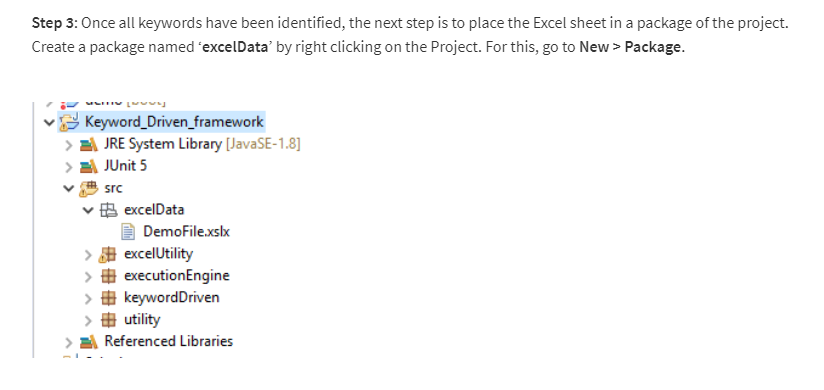 Step 3: Once all keywords have been identified, the next step is to place the Excel sheet in a package of the project.
Create a package named ‘excelData’ by right clicking on the Project. For this, go to New > Package.
Keyword_Driven_framework
JRE System Library [JavaSE-1.8]
JUnit 5
src
excelData
DemoFile.xslx
excelUtility
executionEngine
keywordDriven
utility
Referenced Libraries